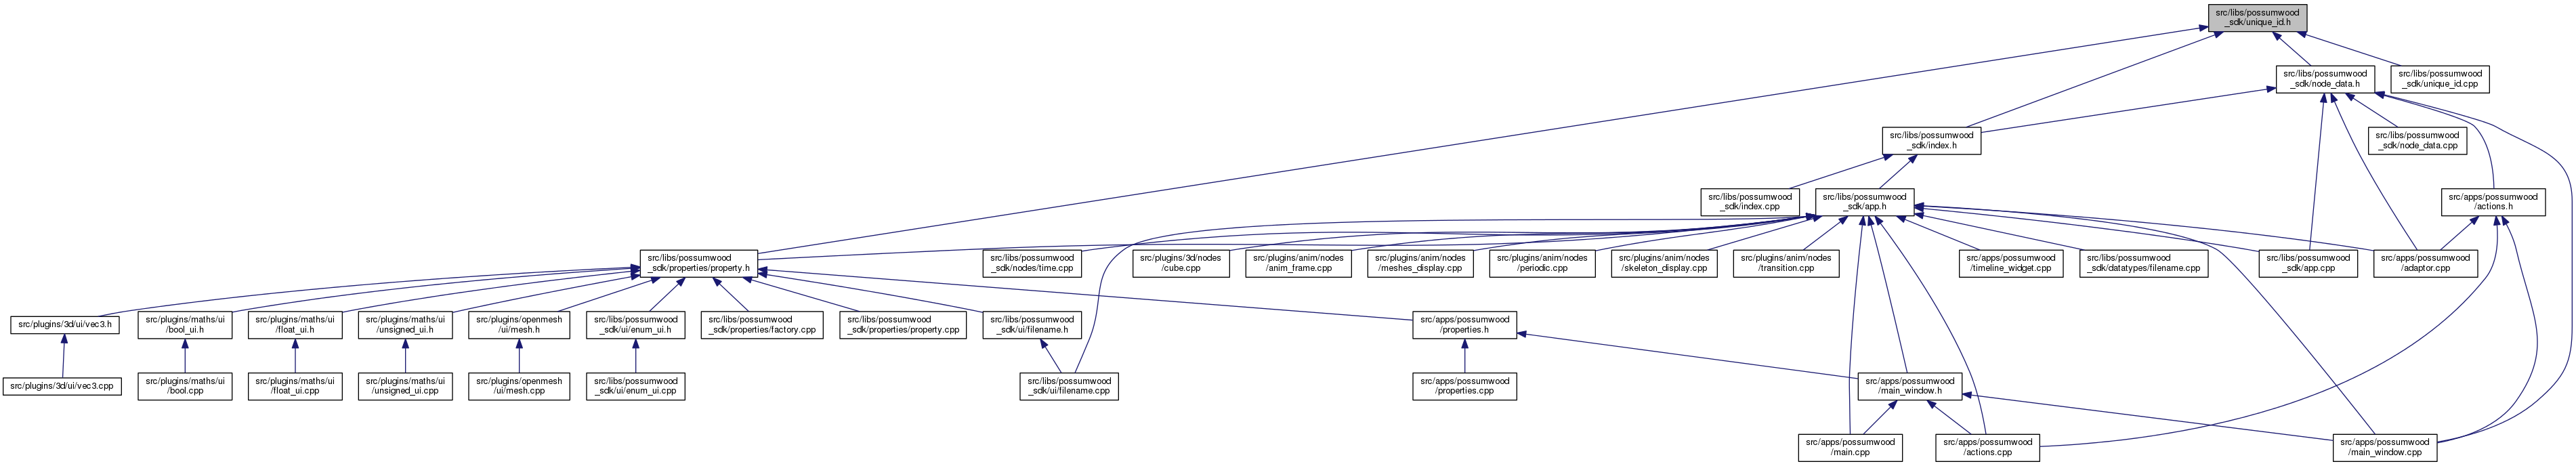 src/libs/possumwood
_sdk/unique_id.h
src/libs/possumwood
_sdk/node_data.h
src/libs/possumwood
_sdk/unique_id.cpp
src/libs/possumwood
_sdk/index.h
src/libs/possumwood
_sdk/node_data.cpp
src/libs/possumwood
_sdk/index.cpp
src/libs/possumwood
_sdk/app.h
src/apps/possumwood
/actions.h
src/libs/possumwood
_sdk/properties/property.h
src/libs/possumwood
_sdk/nodes/time.cpp
src/plugins/3d/nodes
/cube.cpp
src/plugins/anim/nodes
/anim_frame.cpp
src/plugins/anim/nodes
/meshes_display.cpp
src/plugins/anim/nodes
/periodic.cpp
src/plugins/anim/nodes
/skeleton_display.cpp
src/plugins/anim/nodes
/transition.cpp
src/apps/possumwood
/timeline_widget.cpp
src/libs/possumwood
_sdk/datatypes/filename.cpp
src/libs/possumwood
_sdk/app.cpp
src/apps/possumwood
/adaptor.cpp
src/plugins/3d/ui/vec3.h
src/plugins/maths/ui
/bool_ui.h
src/plugins/maths/ui
/float_ui.h
src/plugins/maths/ui
/unsigned_ui.h
src/plugins/openmesh
/ui/mesh.h
src/libs/possumwood
_sdk/ui/enum_ui.h
src/libs/possumwood
_sdk/properties/factory.cpp
src/libs/possumwood
_sdk/properties/property.cpp
src/libs/possumwood
_sdk/ui/filename.h
src/apps/possumwood
/properties.h
src/plugins/3d/ui/vec3.cpp
src/plugins/maths/ui
/bool.cpp
src/plugins/maths/ui
/float_ui.cpp
src/plugins/maths/ui
/unsigned_ui.cpp
src/plugins/openmesh
/ui/mesh.cpp
src/libs/possumwood
_sdk/ui/enum_ui.cpp
src/libs/possumwood
_sdk/ui/filename.cpp
src/apps/possumwood
/properties.cpp
src/apps/possumwood
/main_window.h
src/apps/possumwood
/main.cpp
src/apps/possumwood
/actions.cpp
src/apps/possumwood
/main_window.cpp